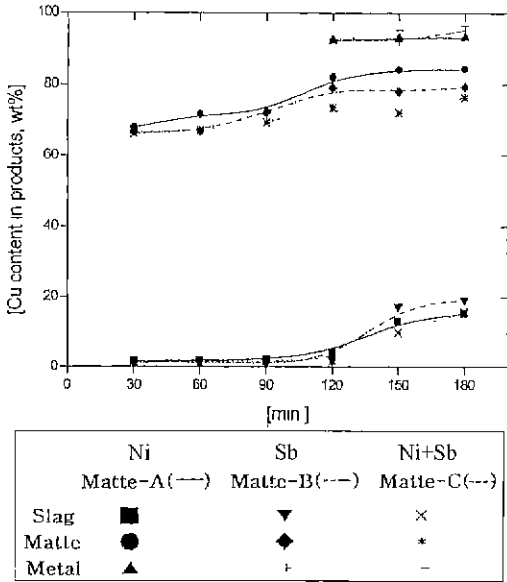 [Cu content in products, wt%]
100
80
60
40
20
0
0 30 60 90 120 150 180
[min ]
Ni Sb Ni+Sb
Matte-A(—) Matte-B(---) Matte-C(---)
Slag
Matte
Metal